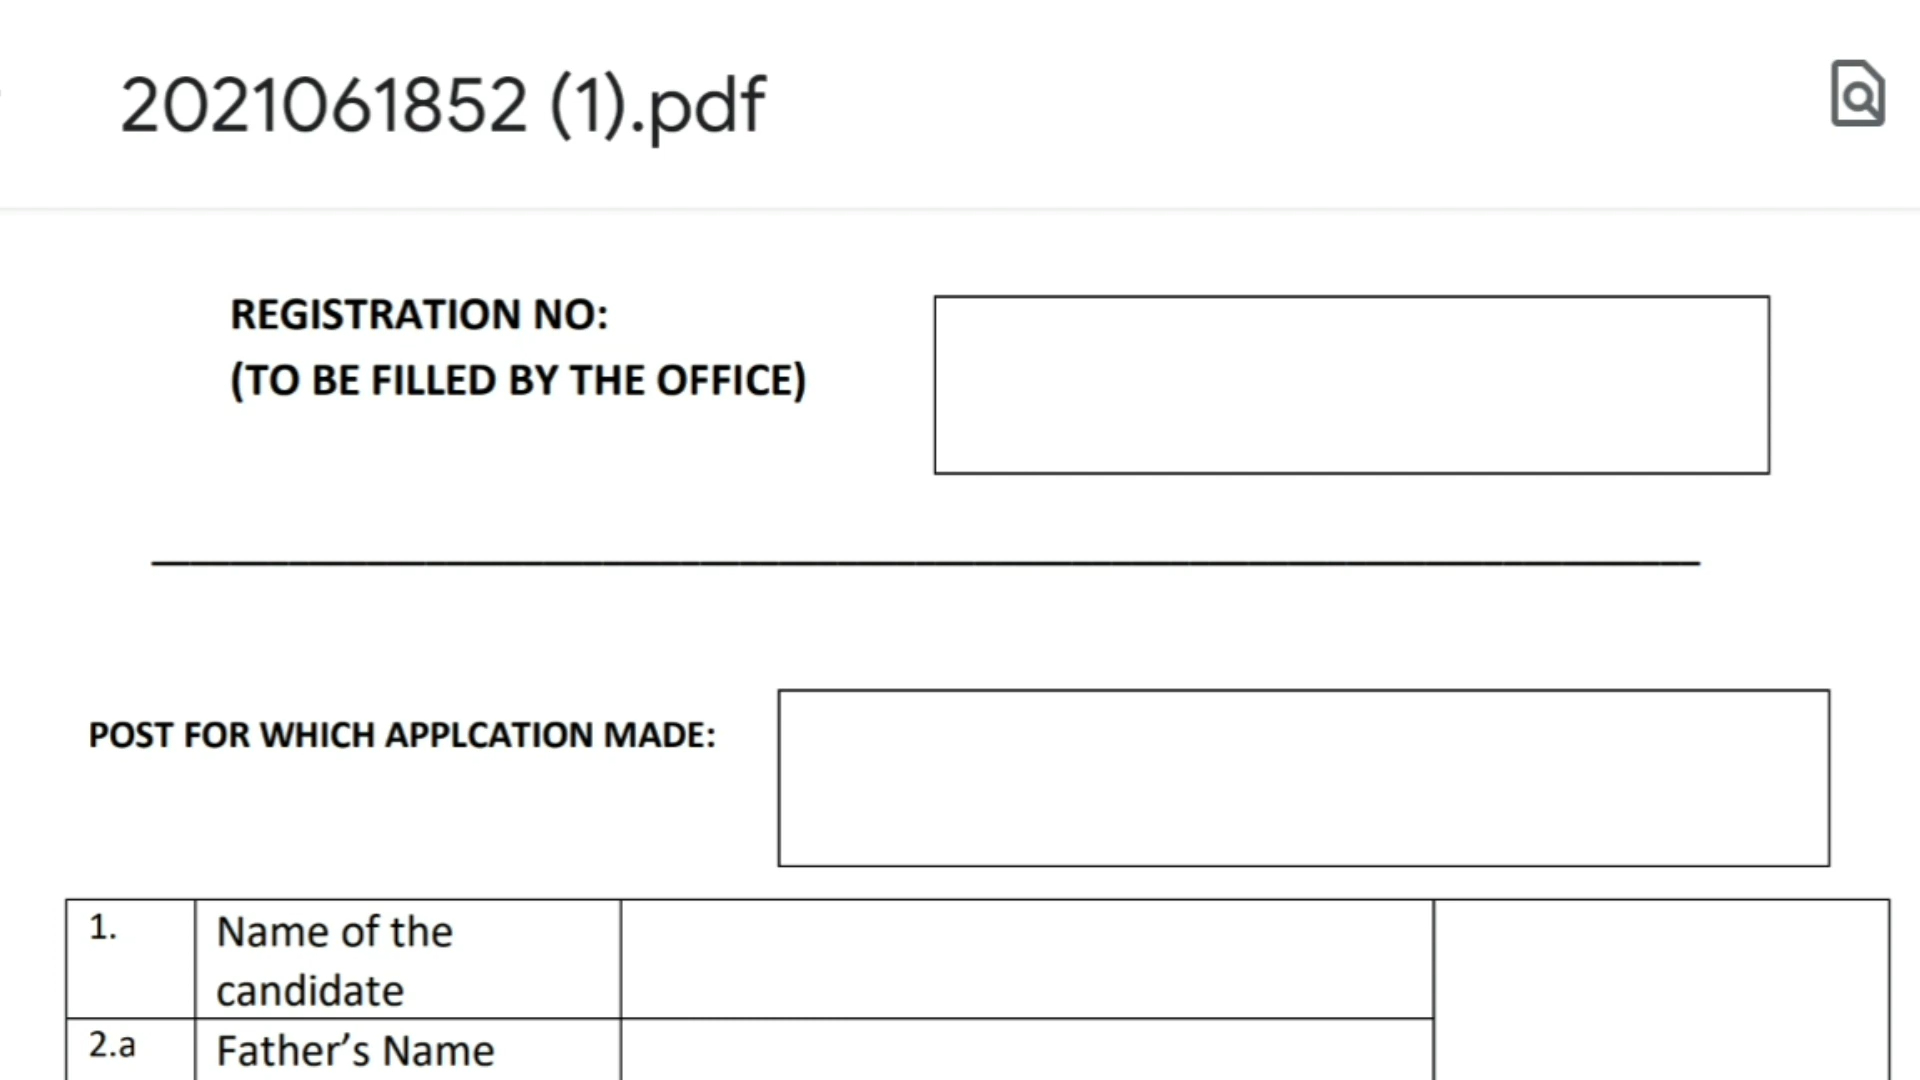 2021061852 (1).pdf
REGISTRATION NO:
(TO BE FILLED BY THE OFFICE)
POST FOR WHICH APPLCATION MADE:
1. Name of the
candidate
2.a Father’s Name